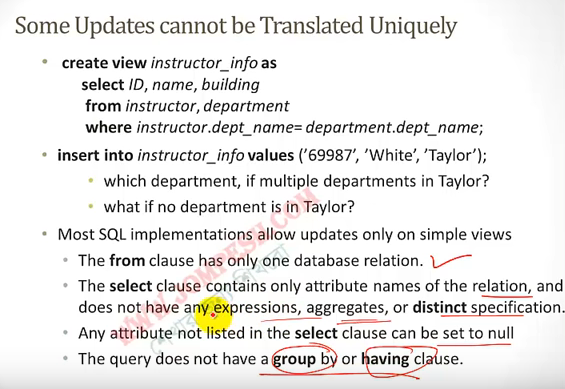 Some Updates cannot be Translated Uniquely
• create view instructor_info as
select ID, name, building
from instructor, department
where instructor.dept_name= department.dept_name;
• insert into instructor_info values ('69987', 'White', 'Taylor');
• which department, if multiple departments in Taylor?
• what if no department is in Taylor?
• Most SQL implementations allow updates only on simple views
• The from clause has only one database relation.
• The select clause contains only attribute names of the relation, and
does not have any expressions, aggregates, or distinct specification.
• Any attribute not listed in the select clause can be set to null
• The query does not have a group by or having clause.